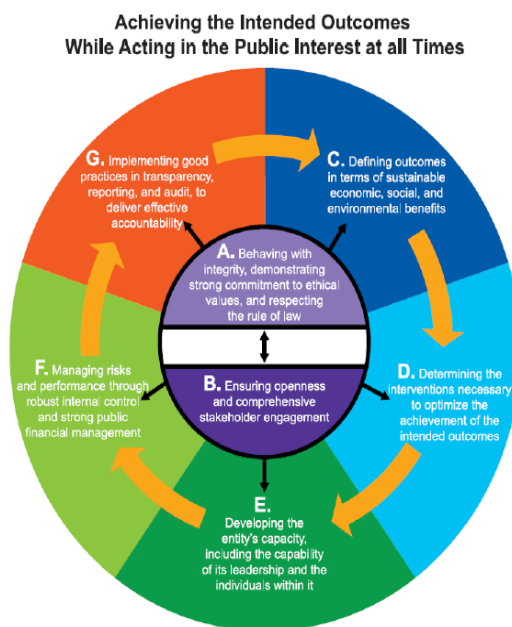 Achieving the Intended Outcomes
While Acting in the Public Interest at all Times
G. Implementing good
practices in transparency,
reporting, and audit, to
deliver effective
accountability
C. Defining outcomes
in terms of sustainable
economic, social, and
environmental benefits
A. Behaving with
integrity, demonstrating
strong commitment to ethical
values, and respecting
the rule of law
B. Ensuring openness
and comprehensive
stakeholder engagement
F. Managing risks
and performance through
robust internal control
and strong public
financial management
D. Determining the
interventions necessary
to optimize the
achievement of the
intended outcomes
E.
Developing the
entity's capacity,
including the capability
of its leadership and the
individuals within it